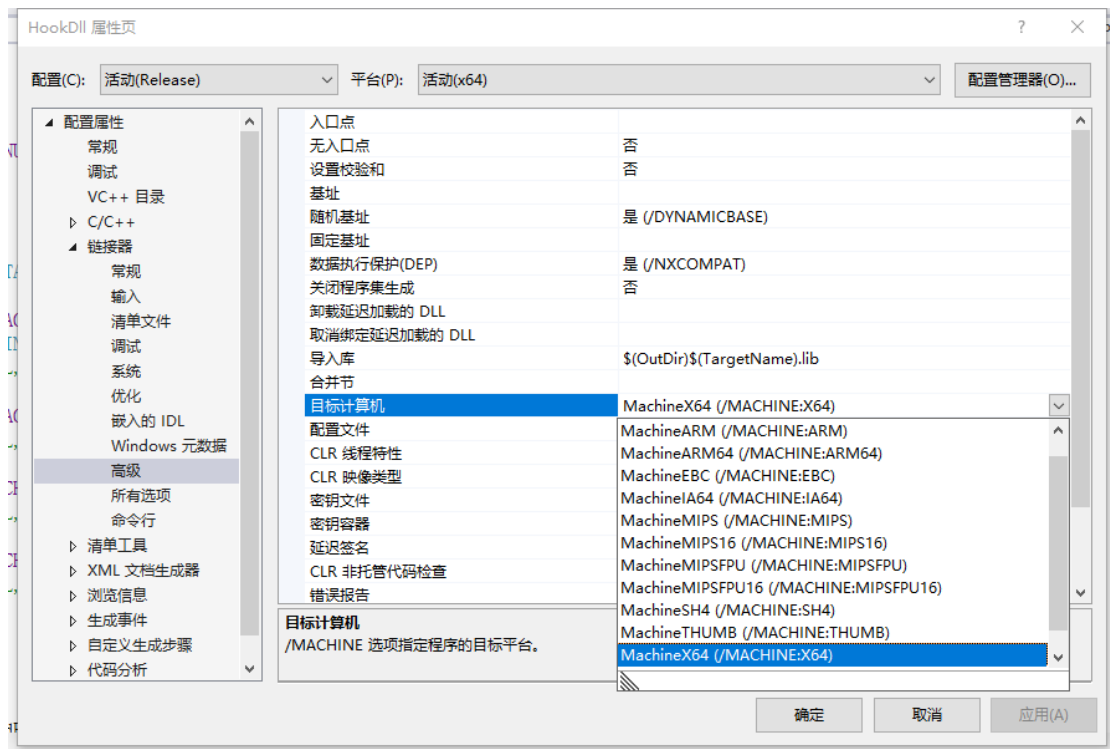 HookDll 属性页
配置(C): 活动(Release) 平台(P): 活动(x64) 配置管理器(O)...
配置属性
常规
调试
VC++ 目录
C/C++
链接器
常规
输入
清单文件
调试
系统
优化
嵌入的 IDL
Windows 元数据
高级
所有选项
命令行
清单工具
XML 文档生成器
浏览信息
生成事件
自定义生成步骤
代码分析
入口点
无入口点 否
设置校验和 否
基址
随机基址 是 (/DYNAMICBASE)
固定基址
数据执行保护(DEP) 是 (/NXCOMPAT)
关闭程序集生成 否
卸载延迟加载的 DLL
取消绑定延迟加载的 DLL
导入库 $(OutDir)$(TargetName).lib
合并节
目标计算机 MachineX64 (/MACHINE:X64)
配置文件
CLR 线程特性
CLR 映像类型
密钥文件
密钥容器
延迟签名
CLR 非托管代码检查
错误报告
MachineARM (/MACHINE:ARM)
MachineARM64 (/MACHINE:ARM64)
MachineEBC (/MACHINE:EBC)
MachineIA64 (/MACHINE:IA64)
MachineMIPS (/MACHINE:MIPS)
MachineMIPS16 (/MACHINE:MIPS16)
MachineMIPSFPU (/MACHINE:MIPSFPU)
MachineMIPSFPU16 (/MACHINE:MIPSFPU16)
MachineSH4 (/MACHINE:SH4)
MachineTHUMB (/MACHINE:THUMB)
MachineX64 (/MACHINE:X64)
目标计算机
/MACHINE 选项指定程序的目标平台。
确定 取消 应用(A)